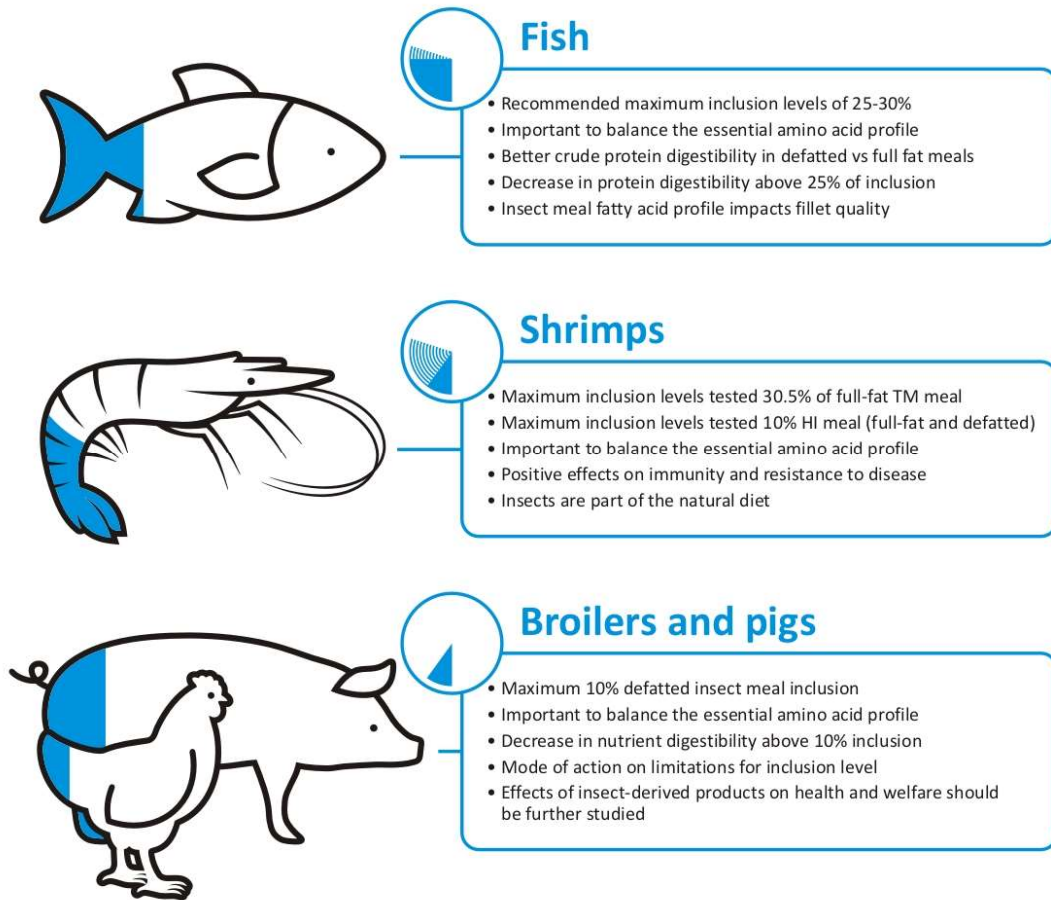 Fish
• Recommended maximum inclusion levels of 25-30%
• Important to balance the essential amino acid profile
• Better crude protein digestibility in defatted vs full fat meals
• Decrease in protein digestibility above 25% of inclusion
• Insect meal fatty acid profile impacts fillet quality
Shrimps
• Maximum inclusion levels tested 30.5% of full-fat TM meal
• Maximum inclusion levels tested 10% HI meal (full-fat and defatted)
• Important to balance the essential amino acid profile
• Positive effects on immunity and resistance to disease
• Insects are part of the natural diet
Broilers and pigs
• Maximum 10% defatted insect meal inclusion
• Important to balance the essential amino acid profile
• Decrease in nutrient digestibility above 10% inclusion
• Mode of action on limitations for inclusion level
• Effects of insect-derived products on health and welfare should
be further studied